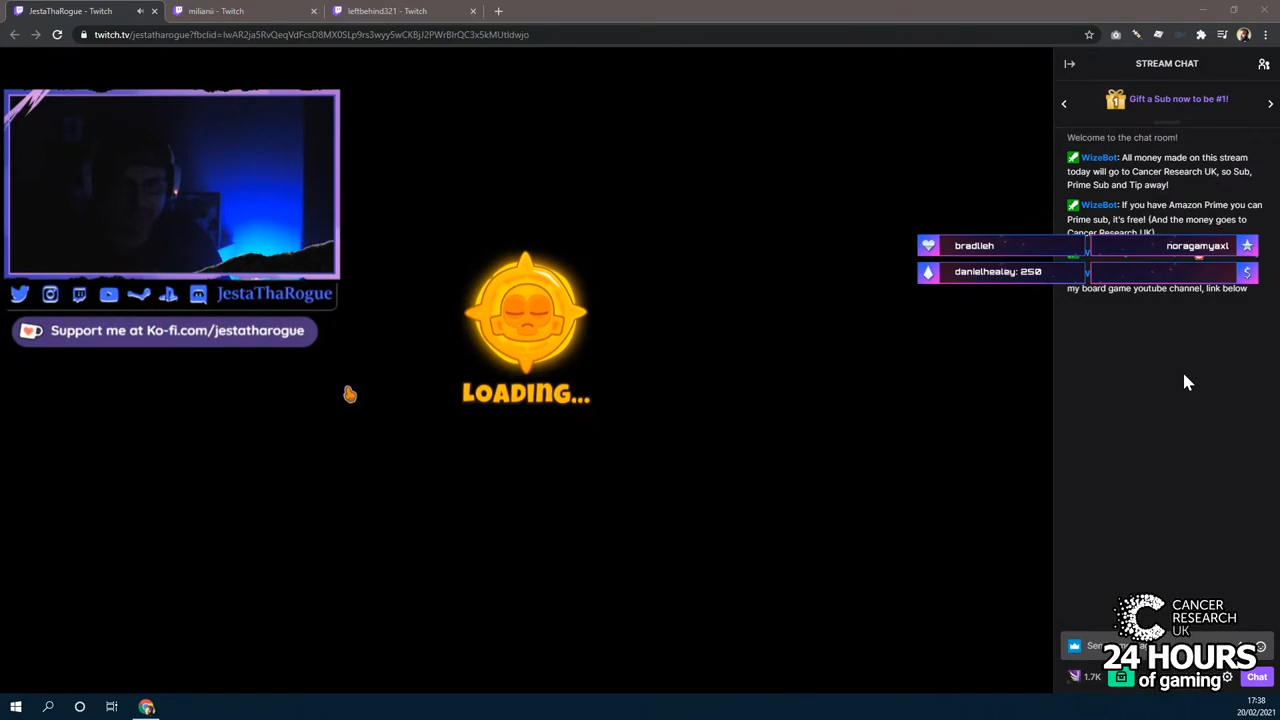 JestaThaRogue - Twitch
milianii - Twitch
leftbehind321 - Twitch
twitch.tv/jestatharogue?fbclid=IwAR2ja5RvQeqVdFcsD8MX0SLp9rs3wyy5wCKBjJ2PWrBIrQC3x5kMUtIdwjo
STREAM CHAT
Gift a Sub now to be #1!
Welcome to the chat room!
WizeBot: All money made on this stream
today will go to Cancer Research UK, so Sub,
Prime Sub and Tip away!
WizeBot: If you have Amazon Prime you can
Prime sub, it's free! (And the money goes to
Cancer Research UK)
bradlieh
noragamyaxl
danielhealey: 250
my board game youtube channel, link below
JestaThaRogue
Support me at Ko-fi.com/jestatharogue
LOADING...
CANCER
RESEARCH
UK
24 HOURS
of gaming
1.7K
Chat
17:38
20/02/2021